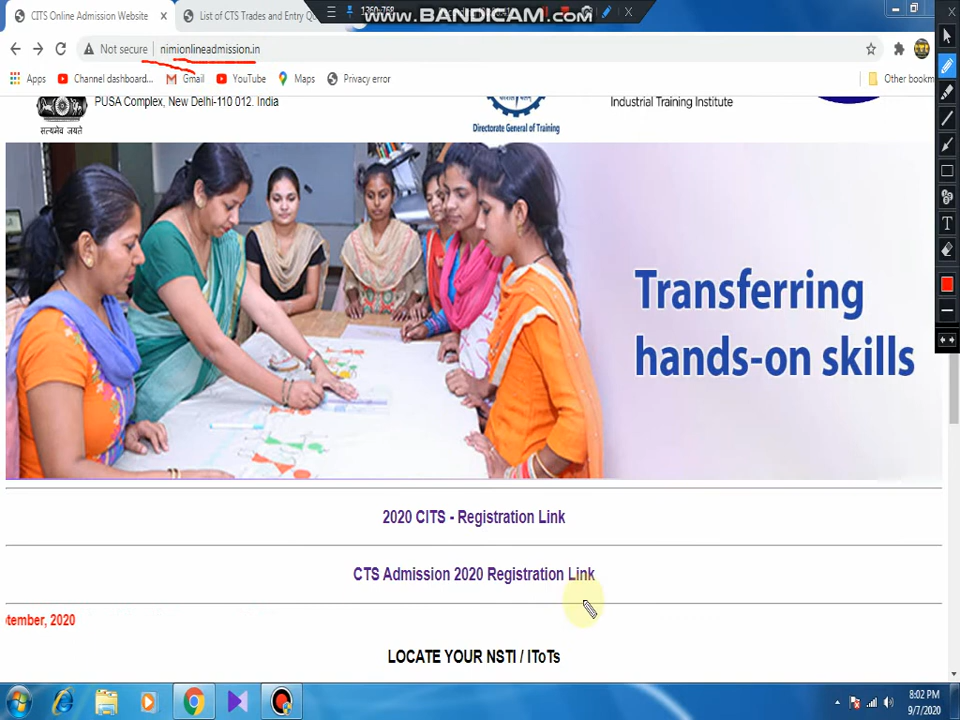 CITS Online Admission Website
List of CTS Trades and Entry Qu
WWW.BANDICAM.COM
Not secure
nimionlineadmission.in
Apps
Channel dashboard...
Gmail
YouTube
Maps
Privacy error
Other bookm
PUSA Complex, New Delhi-110 012. India
सत्यमेव जयते
Directorate General of Training
Industrial Training Institute
Transferring
hands-on skills
2020 CITS - Registration Link
CTS Admission 2020 Registration Link
tember, 2020
LOCATE YOUR NSTI / IToTs
8:02 PM
9/7/2020